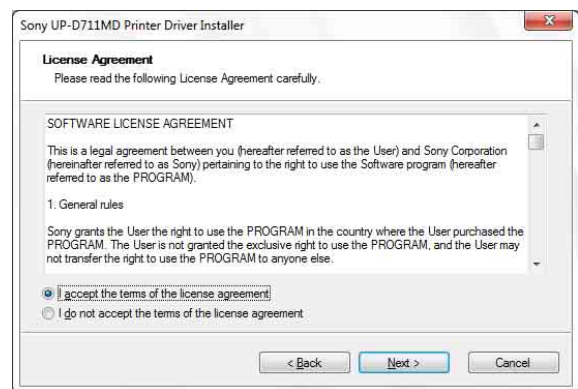 Sony UP-D711MD Printer Driver Installer
License Agreement
Please read the following License Agreement carefully.
SOFTWARE LICENSE AGREEMENT
This is a legal agreement between you (hereafter referred to as the User) and Sony Corporation
(hereinafter referred to as Sony) pertaining to the right to use the Software program (hereafter
referred to as the PROGRAM).
1. General rules
Sony grants the User the right to use the PROGRAM in the country where the User purchased the
PROGRAM. The User is not granted the exclusive right to use the PROGRAM, and the User may
not transfer the right to use the PROGRAM to anyone else.
I accept the terms of the license agreement
I do not accept the terms of the license agreement
< Back
Next >
Cancel